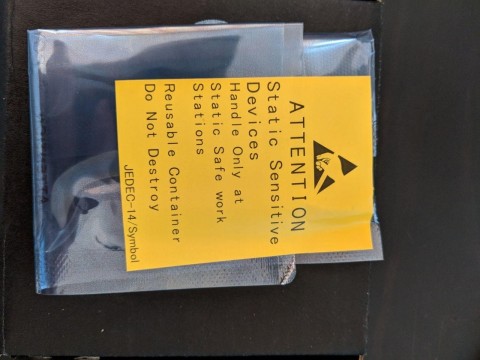 ATTENTION
Static Sensitive
Devices
Handle Only at
Static Safe work
Stations
Reusable Container
Do Not Destroy
JEDEC-14/Symbol